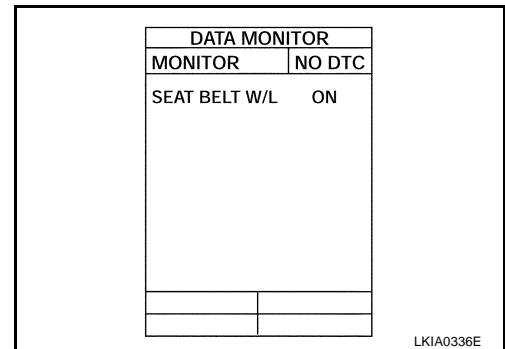 DATA MONITOR
MONITOR NO DTC
SEAT BELT W/L ON
LKIA0336E